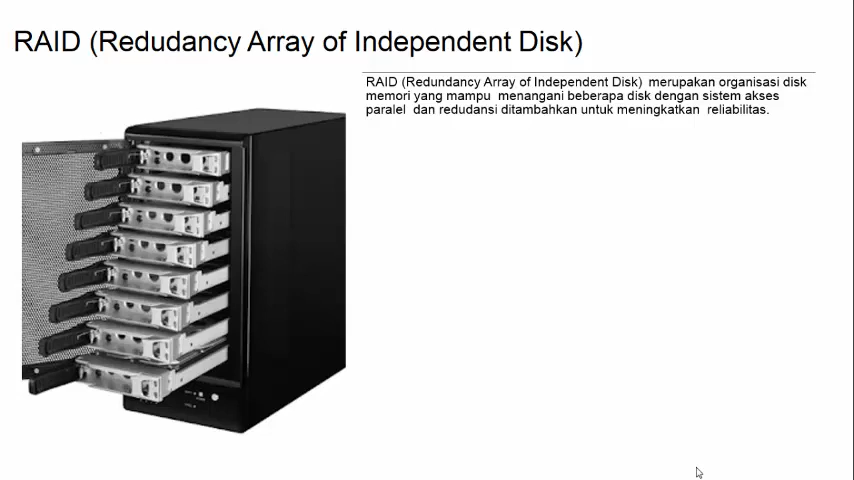 RAID (Redudancy Array of Independent Disk)
RAID (Redundancy Array of Independent Disk) merupakan organisasi disk
memori yang mampu menangani beberapa disk dengan sistem akses
paralel dan redudansi ditambahkan untuk meningkatkan reliabilitas.